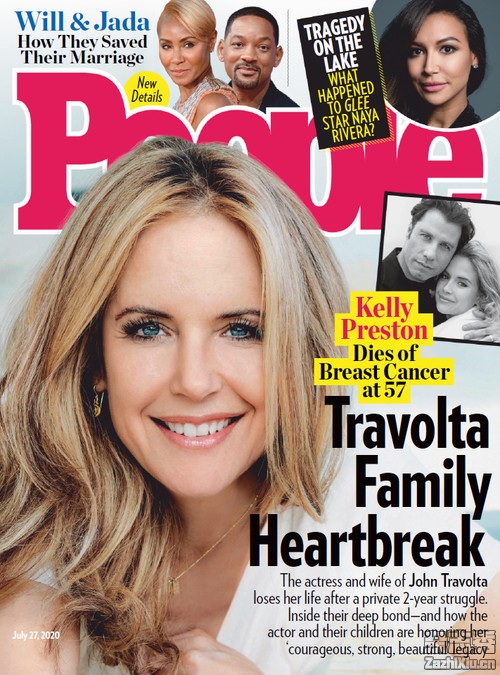 Will & Jada
How They Saved
Their Marriage
New
Details
TRAGEDY
ON THE
LAKE
WHAT
HAPPENED
TO GLEE
STAR NAYA
RIVERA?
People
Kelly
Preston
Dies of
Breast Cancer
at 57
Travolta
Family
Heartbreak
The actress and wife of John Travolta
loses her life after a private 2-year struggle.
Inside their deep bond—and how the
actor and their children are honoring her
'courageous, strong, beautiful legacy
July 27, 2020
ZazhiXiu.cn